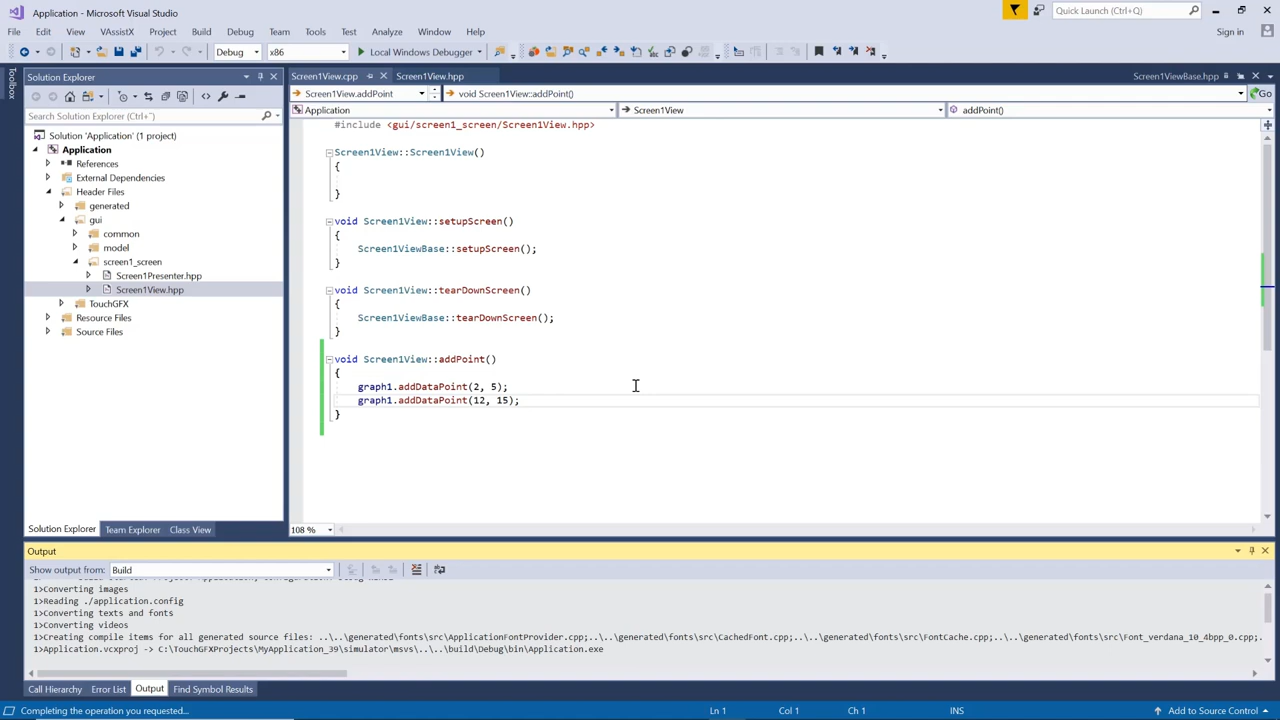 Application - Microsoft Visual Studio
Quick Launch (Ctrl+Q)
File Edit View VAssistX Project Build Debug Team Tools Test Analyze Window Help
Sign in
Debug x86 Local Windows Debugger
Toolbox
Solution Explorer
Search Solution Explorer (Ctrl+;)
Solution 'Application' (1 project)
Application
References
External Dependencies
Header Files
generated
gui
common
model
screen1_screen
Screen1Presenter.hpp
Screen1View.hpp
TouchGFX
Resource Files
Source Files
Solution Explorer Team Explorer Class View
Screen1View.cpp Screen1View.hpp Screen1ViewBase.hpp
Screen1View.addPoint void Screen1View::addPoint() Go
Application Screen1View addPoint()
#include <gui/screen1_screen/Screen1View.hpp>
Screen1View::Screen1View()
{
}
void Screen1View::setupScreen()
{
Screen1ViewBase::setupScreen();
}
void Screen1View::tearDownScreen()
{
Screen1ViewBase::tearDownScreen();
}
void Screen1View::addPoint()
{
graph1.addDataPoint(2, 5);
graph1.addDataPoint(12, 15);
}
108 %
Output
Show output from: Build
1>Converting images
1>Reading ./application.config
1>Converting texts and fonts
1>Converting videos
1>Creating compile items for all generated source files: ..\..\generated\fonts\src\ApplicationFontProvider.cpp;..\..\generated\fonts\src\CachedFont.cpp;..\..\generated\fonts\src\FontCache.cpp;..\..\generated\fonts\src\Font_verdana_10_4bpp_0.cpp;.
1>Application.vcxproj -> C:\TouchGFXProjects\MyApplication_39\simulator\msvs\..\..\build\Debug\bin\Application.exe
Call Hierarchy Error List Output Find Symbol Results
Completing the operation you requested... Ln 1 Col 1 Ch 1 INS Add to Source Control